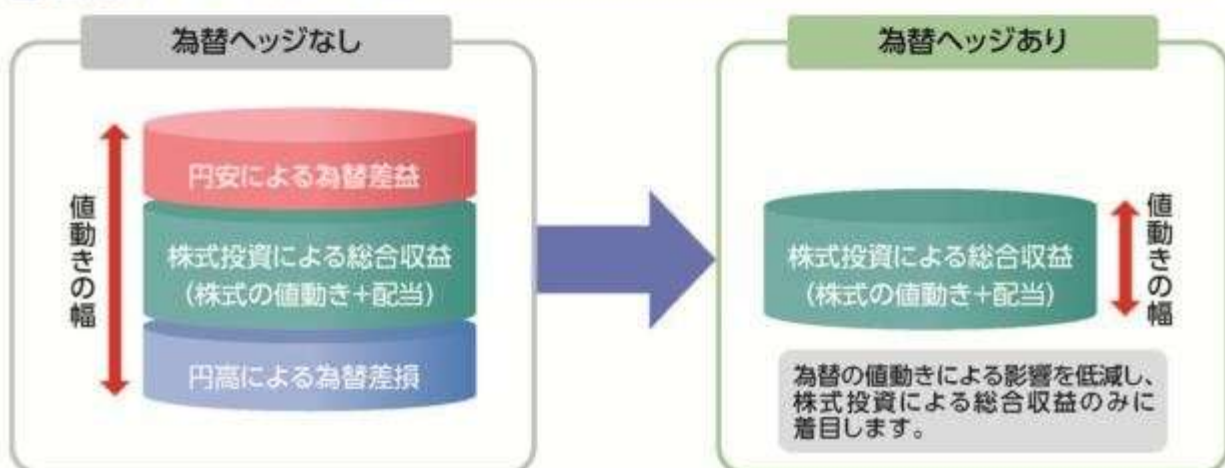 為替ヘッジなし
値動きの幅
円安による為替差益
株式投資による総合収益
(株式の値動き+配当)
円高による為替差損
為替ヘッジあり
株式投資による総合収益
(株式の値動き+配当)
値動きの幅
為替の値動きによる影響を低減し、
株式投資による総合収益のみに
着目します。